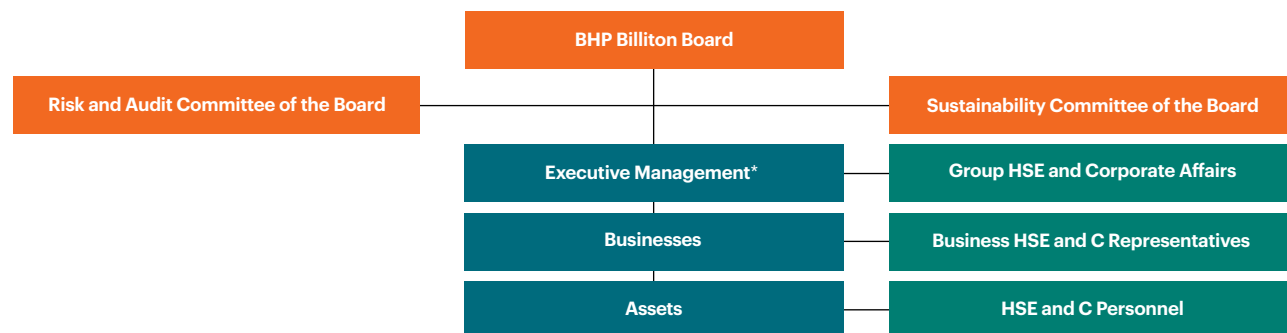 BHP Billiton Board
Risk and Audit Committee of the Board
Sustainability Committee of the Board
Executive Management*
Group HSE and Corporate Affairs
Businesses
Business HSE and C Representatives
Assets
HSE and C Personnel